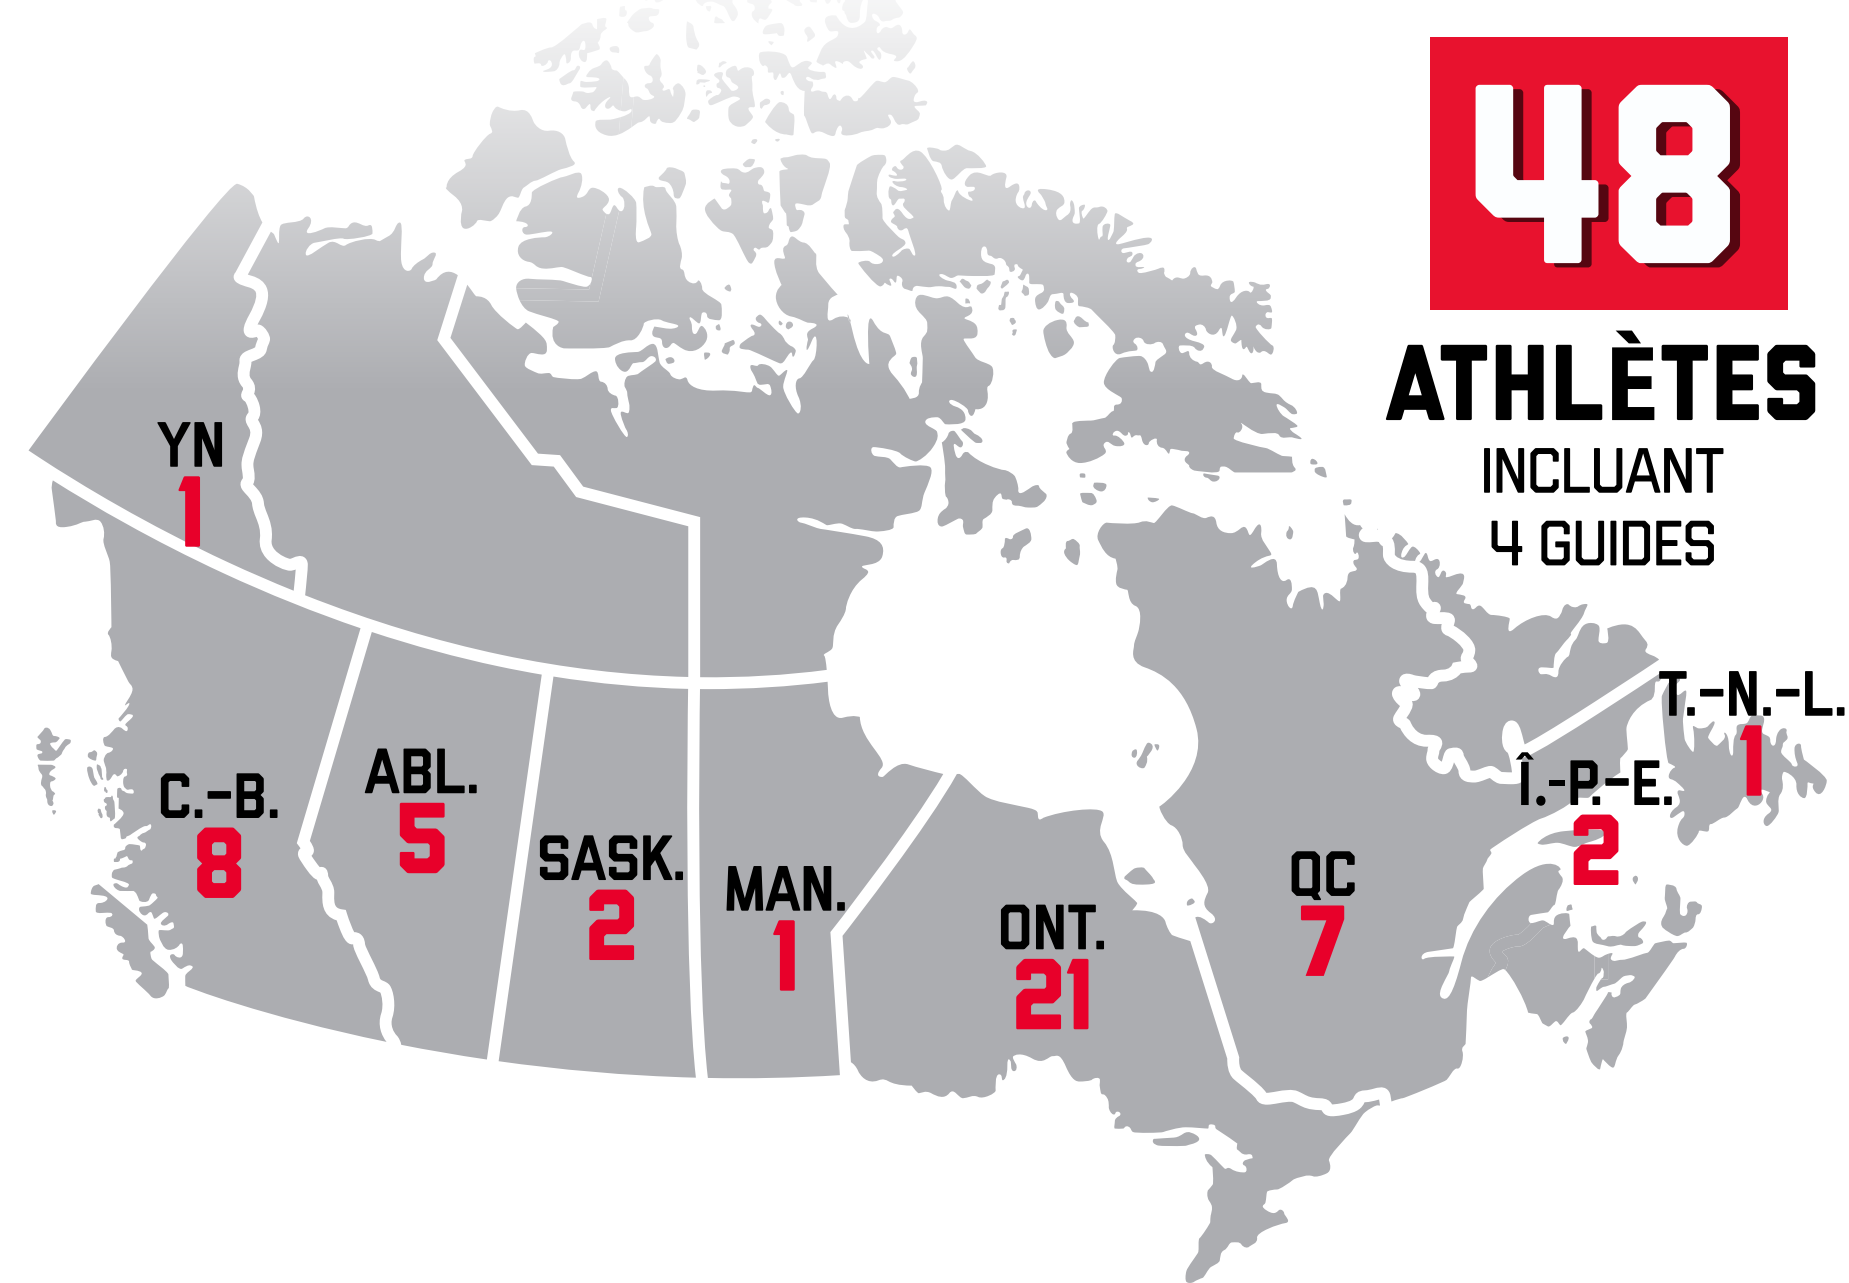 48
ATHLÈTES
INCLUANT
4 GUIDES
YN
1
C.-B.
8
ABL.
5
SASK.
2
MAN.
1
ONT.
21
QC
7
Î.-P.-E.
2
T.-N.-L.
1